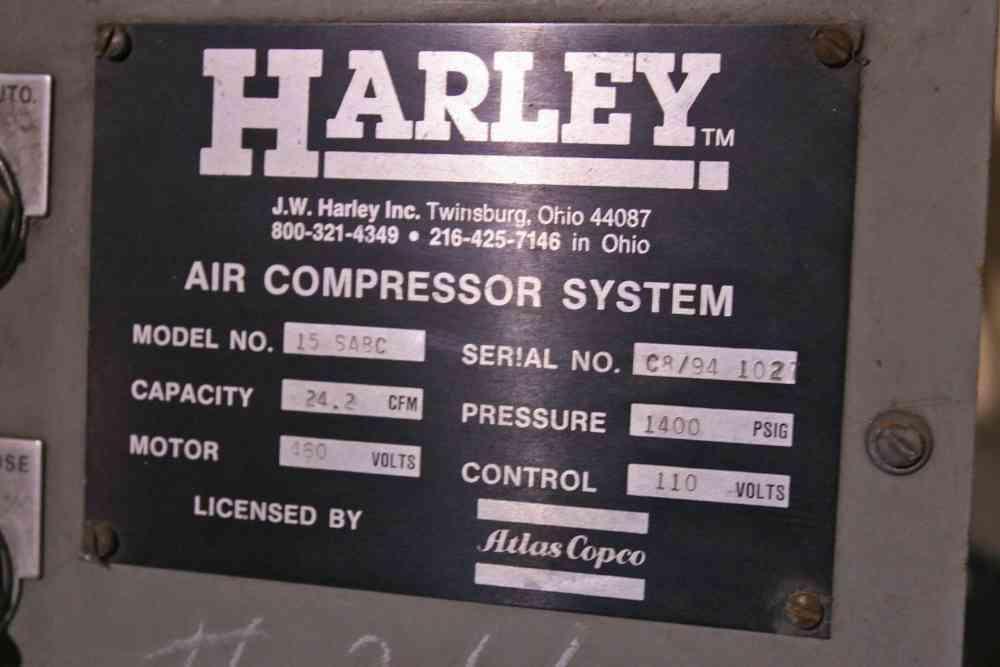 HARLEY™
J.W. Harley Inc. Twinsburg, Ohio 44087
800-321-4349 • 216-425-7146 in Ohio
AIR COMPRESSOR SYSTEM
MODEL NO. 15 SABC
SERIAL NO. C8/94 1027
CAPACITY 24.2 CFM
PRESSURE 1400 PSIG
MOTOR 460 VOLTS
CONTROL 110 VOLTS
LICENSED BY
Atlas Copco